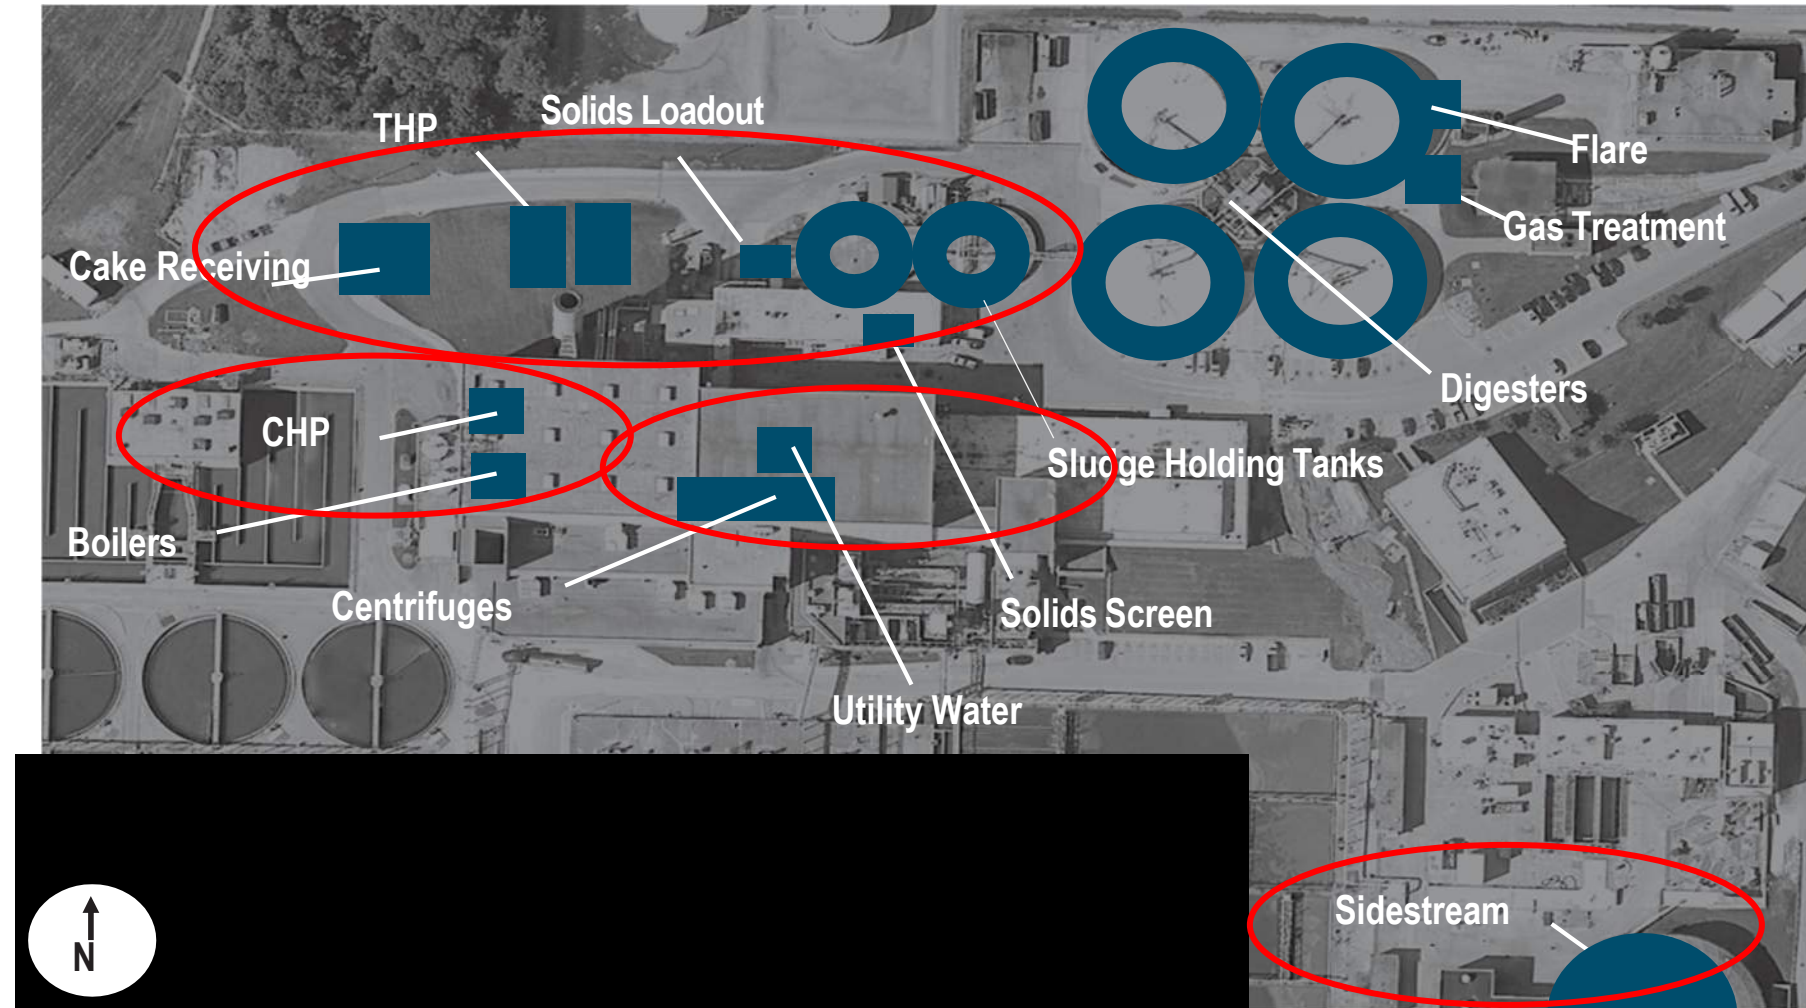 Solids Loadout
THP
Flare
Gas Treatment
Cake Receiving
Digesters
CHP
Sludge Holding Tanks
Boilers
Centrifuges
Solids Screen
Utility Water
Sidestream
N